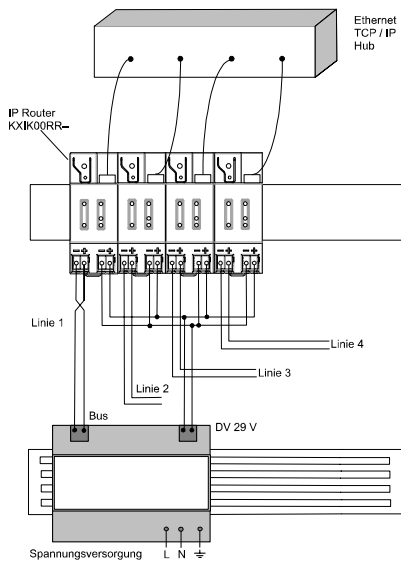 Ethernet
TCP / IP
Hub
IP Router
KXIK00RR–
Linie 1
Linie 4
Linie 3
Linie 2
Bus
DV 29 V
Spannungsversorgung
L N